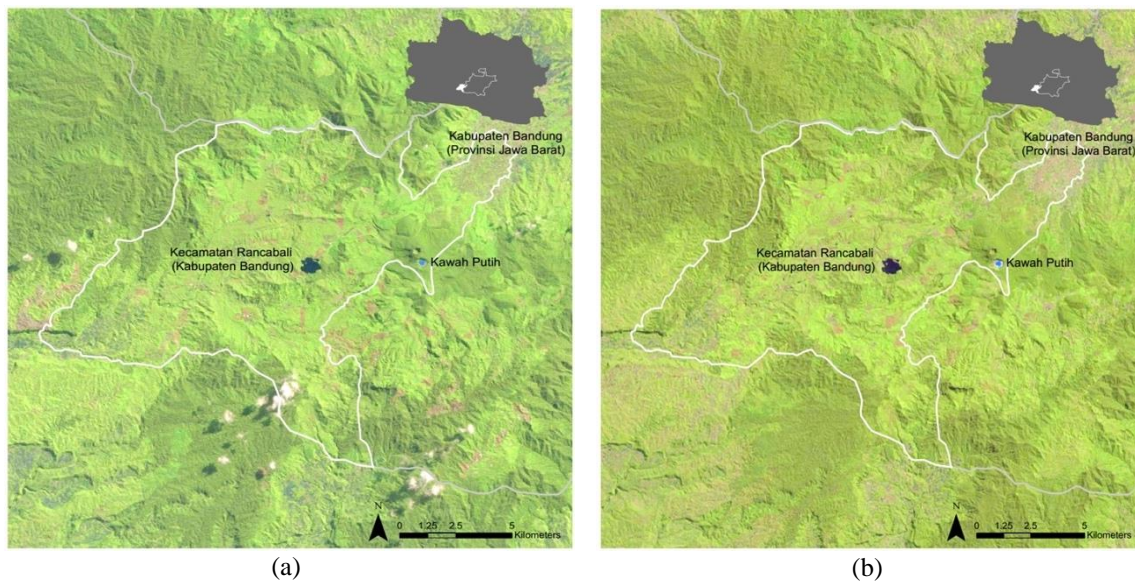 Kabupaten Bandung
(Provinsi Jawa Barat)
Kecamatan Rancabali
(Kabupaten Bandung)
Kawah Putih
N
0 1.25 2.5 5
Kilometers
(a)
Kabupaten Bandung
(Provinsi Jawa Barat)
Kecamatan Rancabali
(Kabupaten Bandung)
Kawah Putih
N
0 1.25 2.5 5
Kilometers
(b)